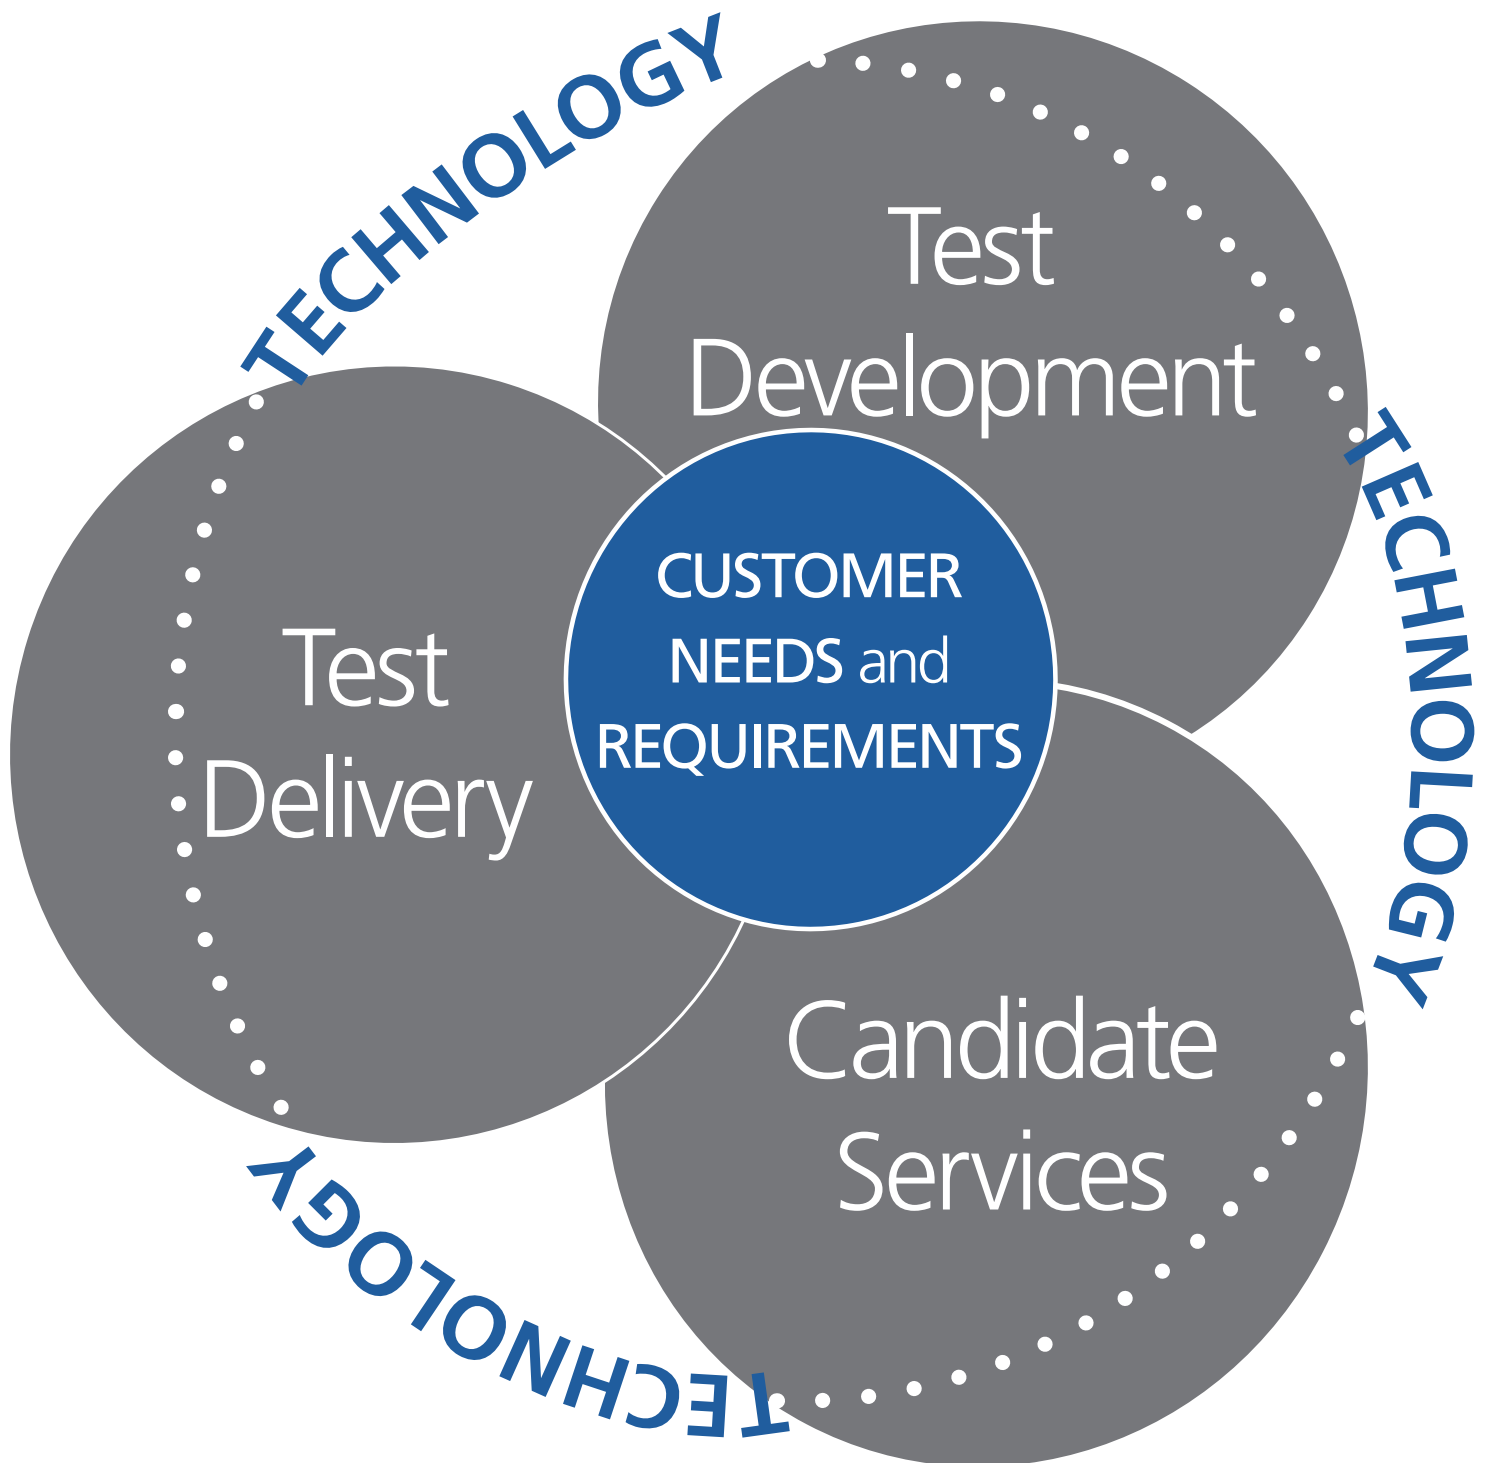 TECHNOLOGY
Test
Development
TECHNOLOGY
CUSTOMER
NEEDS and
REQUIREMENTS
Test
Delivery
Candidate
Services
TECHNOLOGY